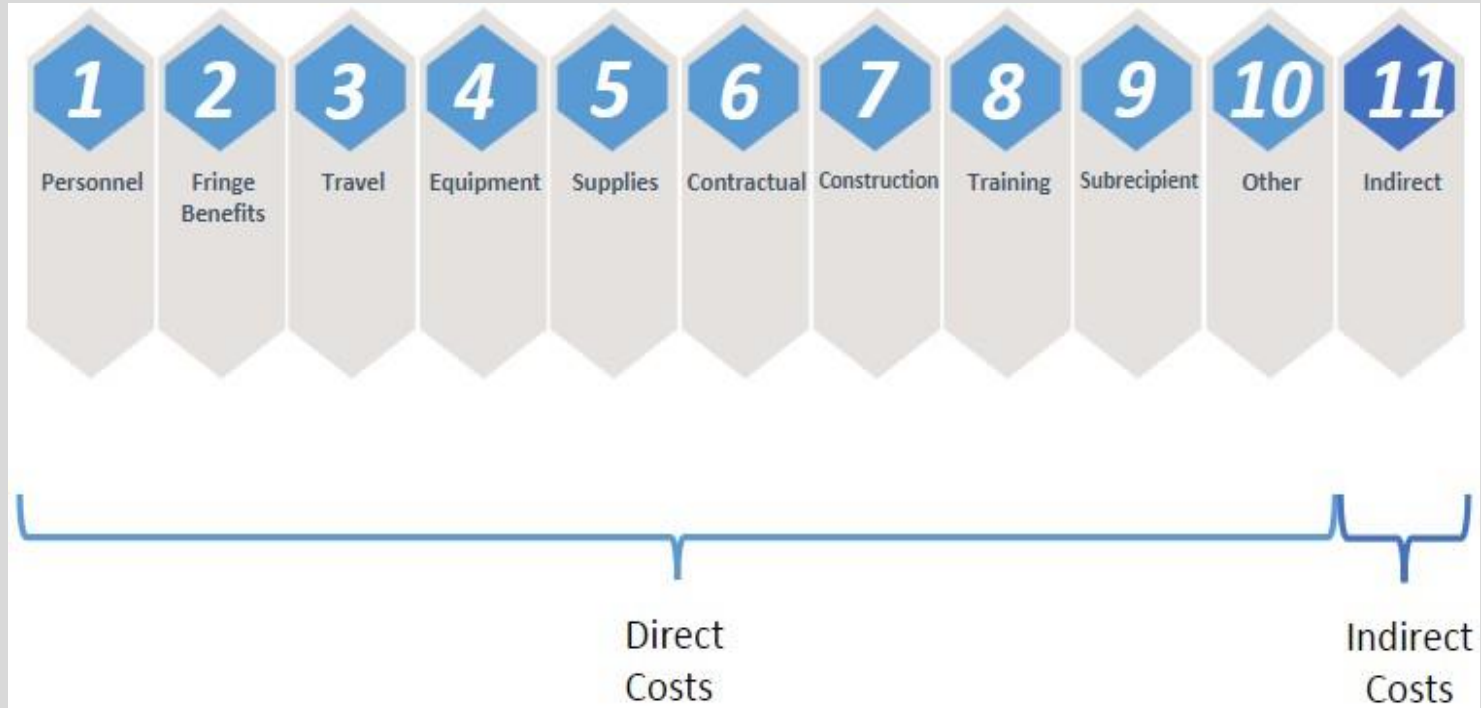 1
2
3
4
5
6
7
8
9
10
11
Personnel
Fringe
Benefits
Travel
Equipment
Supplies
Contractual
Construction
Training
Subrecipient
Other
Indirect
Direct
Costs
Indirect
Costs